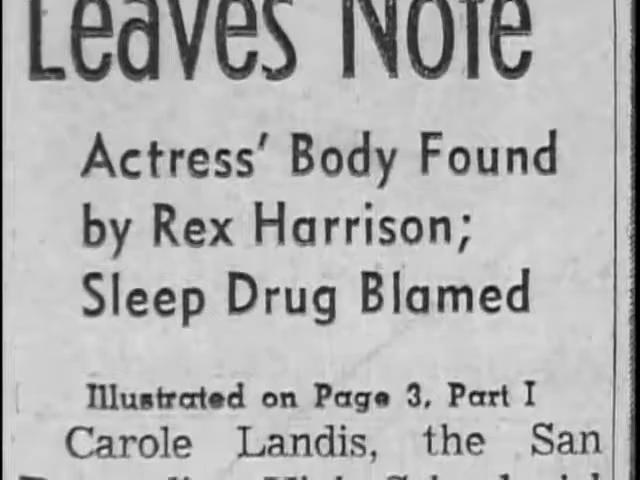 Leaves Note
Actress' Body Found
by Rex Harrison;
Sleep Drug Blamed
Illustrated on Page 3, Part I
Carole Landis, the San